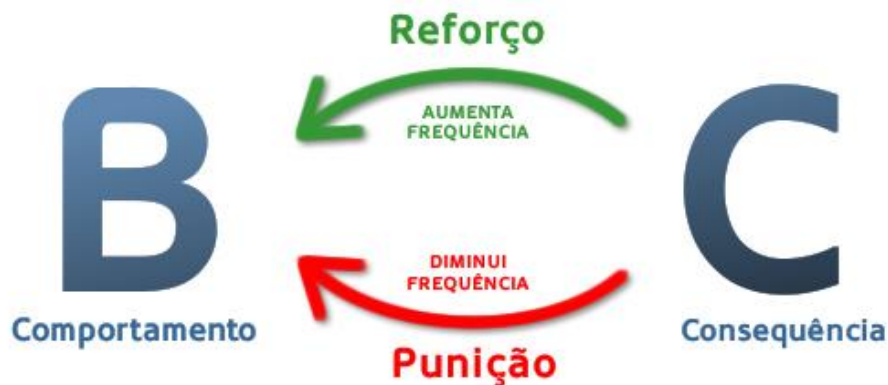 Reforço
B
AUMENTA
FREQUÊNCIA
C
DIMINUI
FREQUÊNCIA
Comportamento
Consequência
Punição